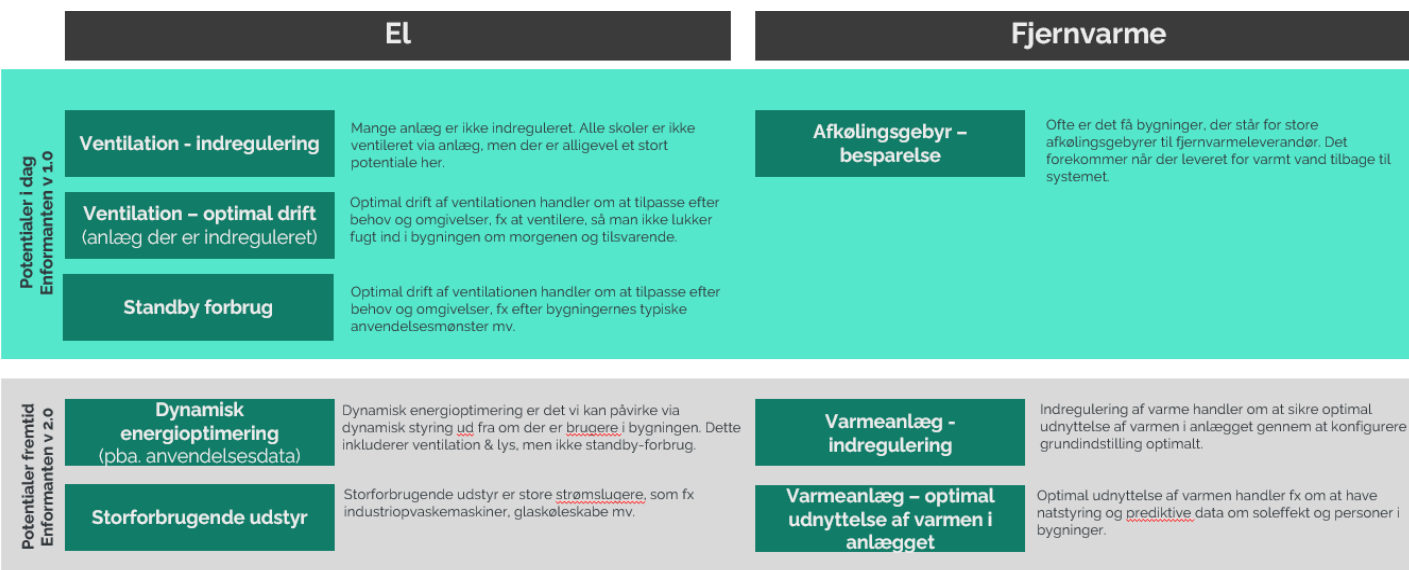 El
Fjernvarme
Potentialer i dag
Enformanten v 1.0
Ventilation - indregulering
Mange anlæg er ikke indreguleret. Alle skoler er ikke
ventileret via anlæg, men der er alligevel et stort
potentiale her.
Ventilation – optimal drift
(anlæg der er indreguleret)
Optimal drift af ventilationen handler om at tilpasse efter
behov og omgivelser, fx at ventilere, så man ikke lukker
fugt ind i bygningen om morgenen og tilsvarende.
Standby forbrug
Optimal drift af ventilationen handler om at tilpasse efter
behov og omgivelser, fx efter bygningernes typiske
anvendelsesmønster mv.
Afkølingsgebyr –
besparelse
Ofte er det få bygninger, der står for store
afkølingsgebyrer til fjernvarmeleverandør. Det
forekommer når der leveret for varmt vand tilbage til
systemet.
Potentialer fremtid
Enformanten v 2.0
Dynamisk
energioptimering
(pba. anvendelsesdata)
Dynamisk energioptimering er det vi kan påvirke via
dynamisk styring ud fra om der er brugere i bygningen. Dette
inkluderer ventilation & lys, men ikke standby-forbrug.
Storforbrugende udstyr
Storforbrugende udstyr er store strømslugere, som fx
industriopvaskemaskiner, glaskøleskabe mv.
Varmeanlæg -
indregulering
Indregulering af varme handler om at sikre optimal
udnyttelse af varmen i anlægget gennem at konfigurere
grundindstilling optimalt.
Varmeanlæg – optimal
udnyttelse af varmen i
anlægget
Optimal udnyttelse af varmen handler fx om at have
natstyring og prediktive data om soleffekt og personer i
bygninger.